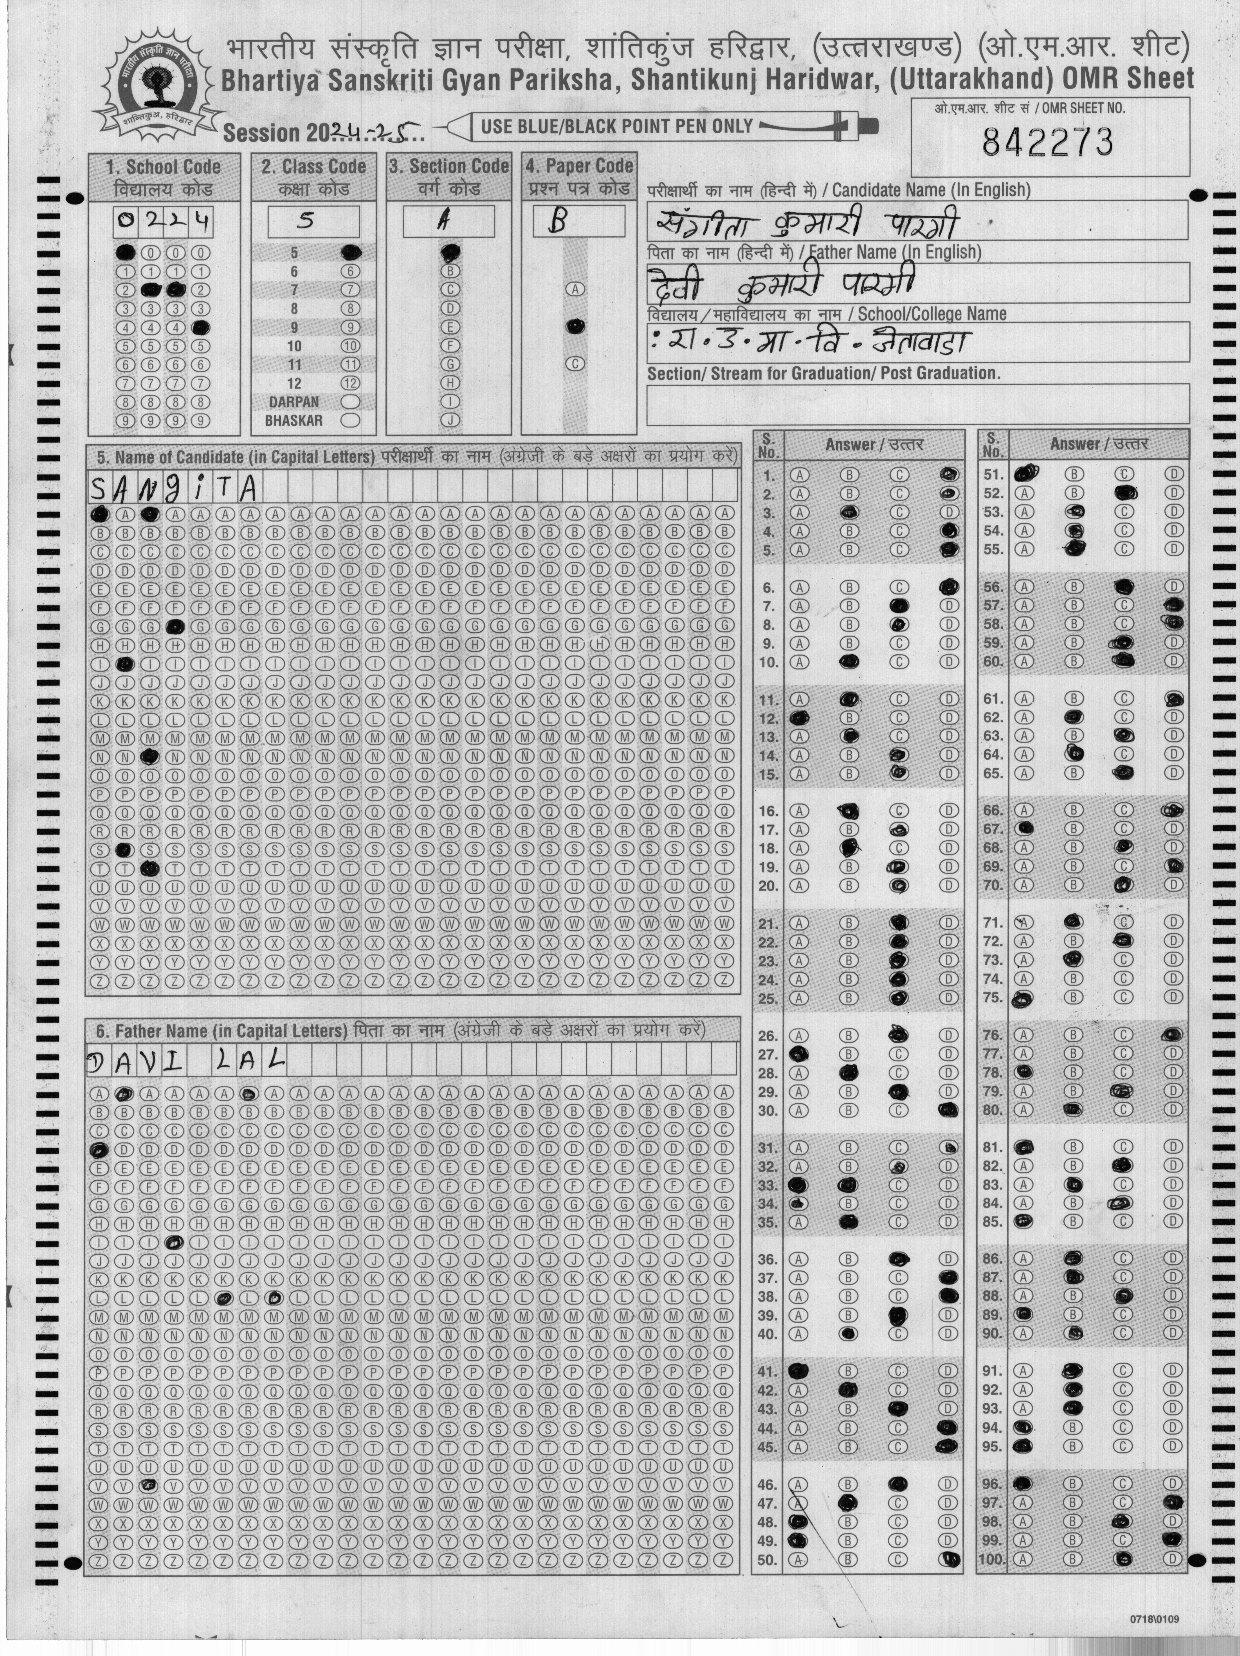 भारतीय संस्कृति ज्ञान परीक्षा, शांतिकुंज हरिद्वार, (उत्तराखण्ड) (ओ.एम.आर. शीट)
Bhartiya Sanskriti Gyan Pariksha, Shantikunj Haridwar, (Uttarakhand) OMR Sheet
Session 2024-25
USE BLUE/BLACK POINT PEN ONLY
ओ.एम.आर. शीट सं / OMR SHEET NO.
842273
1. School Code
विद्यालय कोड
0224
2. Class Code
कक्षा कोड
5
5
6
7
8
9
10
11
12
DARPAN
BHASKAR
3. Section Code
वर्ग कोड
A
4. Paper Code
प्रश्न पत्र कोड
B
परीक्षार्थी का नाम (हिन्दी में) / Candidate Name (In English)
संगीता कुमारी पारगी
पिता का नाम (हिन्दी में) / Father Name (In English)
देवी कुमारी पारगी
विद्यालय/महाविद्यालय का नाम / School/College Name
रा. उ. मा. वि. जेतावाडा
Section/ Stream for Graduation/ Post Graduation.
5. Name of Candidate (in Capital Letters) परीक्षार्थी का नाम (अंग्रेजी के बड़े अक्षरों का प्रयोग करें)
SANgiTA
6. Father Name (in Capital Letters) पिता का नाम (अंग्रेजी के बड़े अक्षरों का प्रयोग करें)
DAVI LAL
S. No. Answer / उत्तर
S. No. Answer / उत्तर
0718\0109